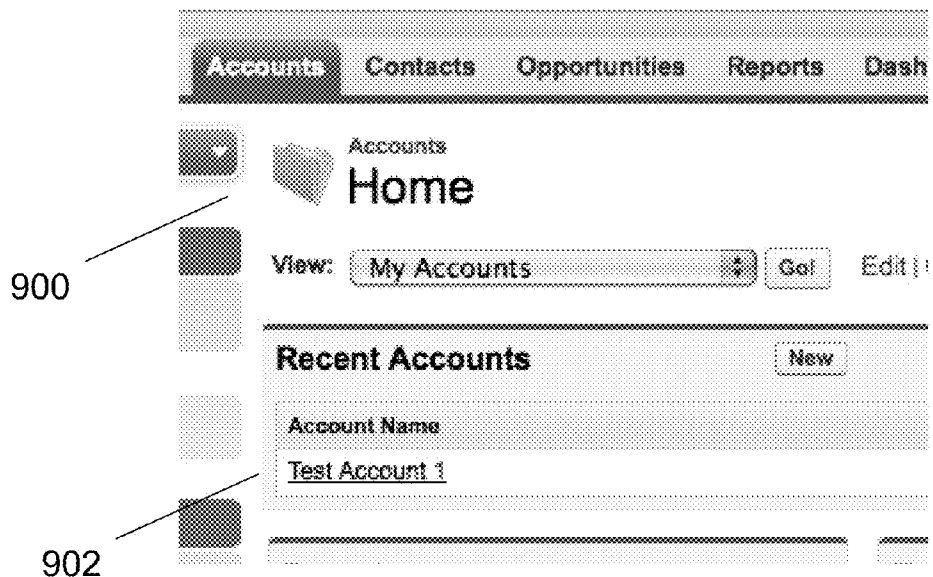 Accounts Contacts Opportunities Reports Dash
Accounts
Home
900
View: My Accounts Go! Edit |
Recent Accounts New
Account Name
Test Account 1
902